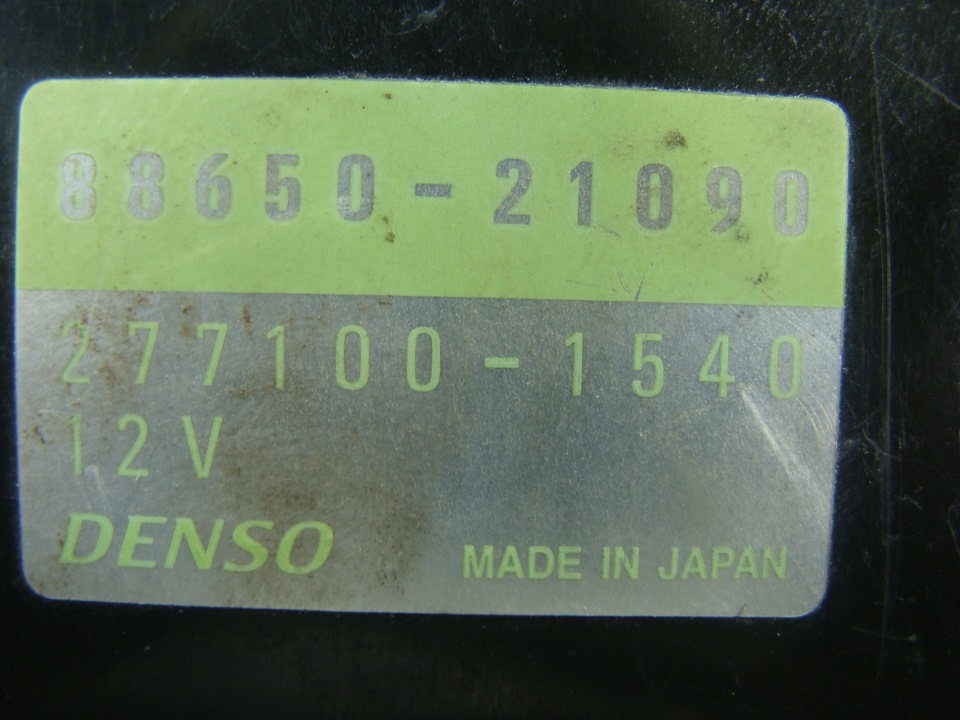 88650-21090
277100-1540
12V
DENSO
MADE IN JAPAN